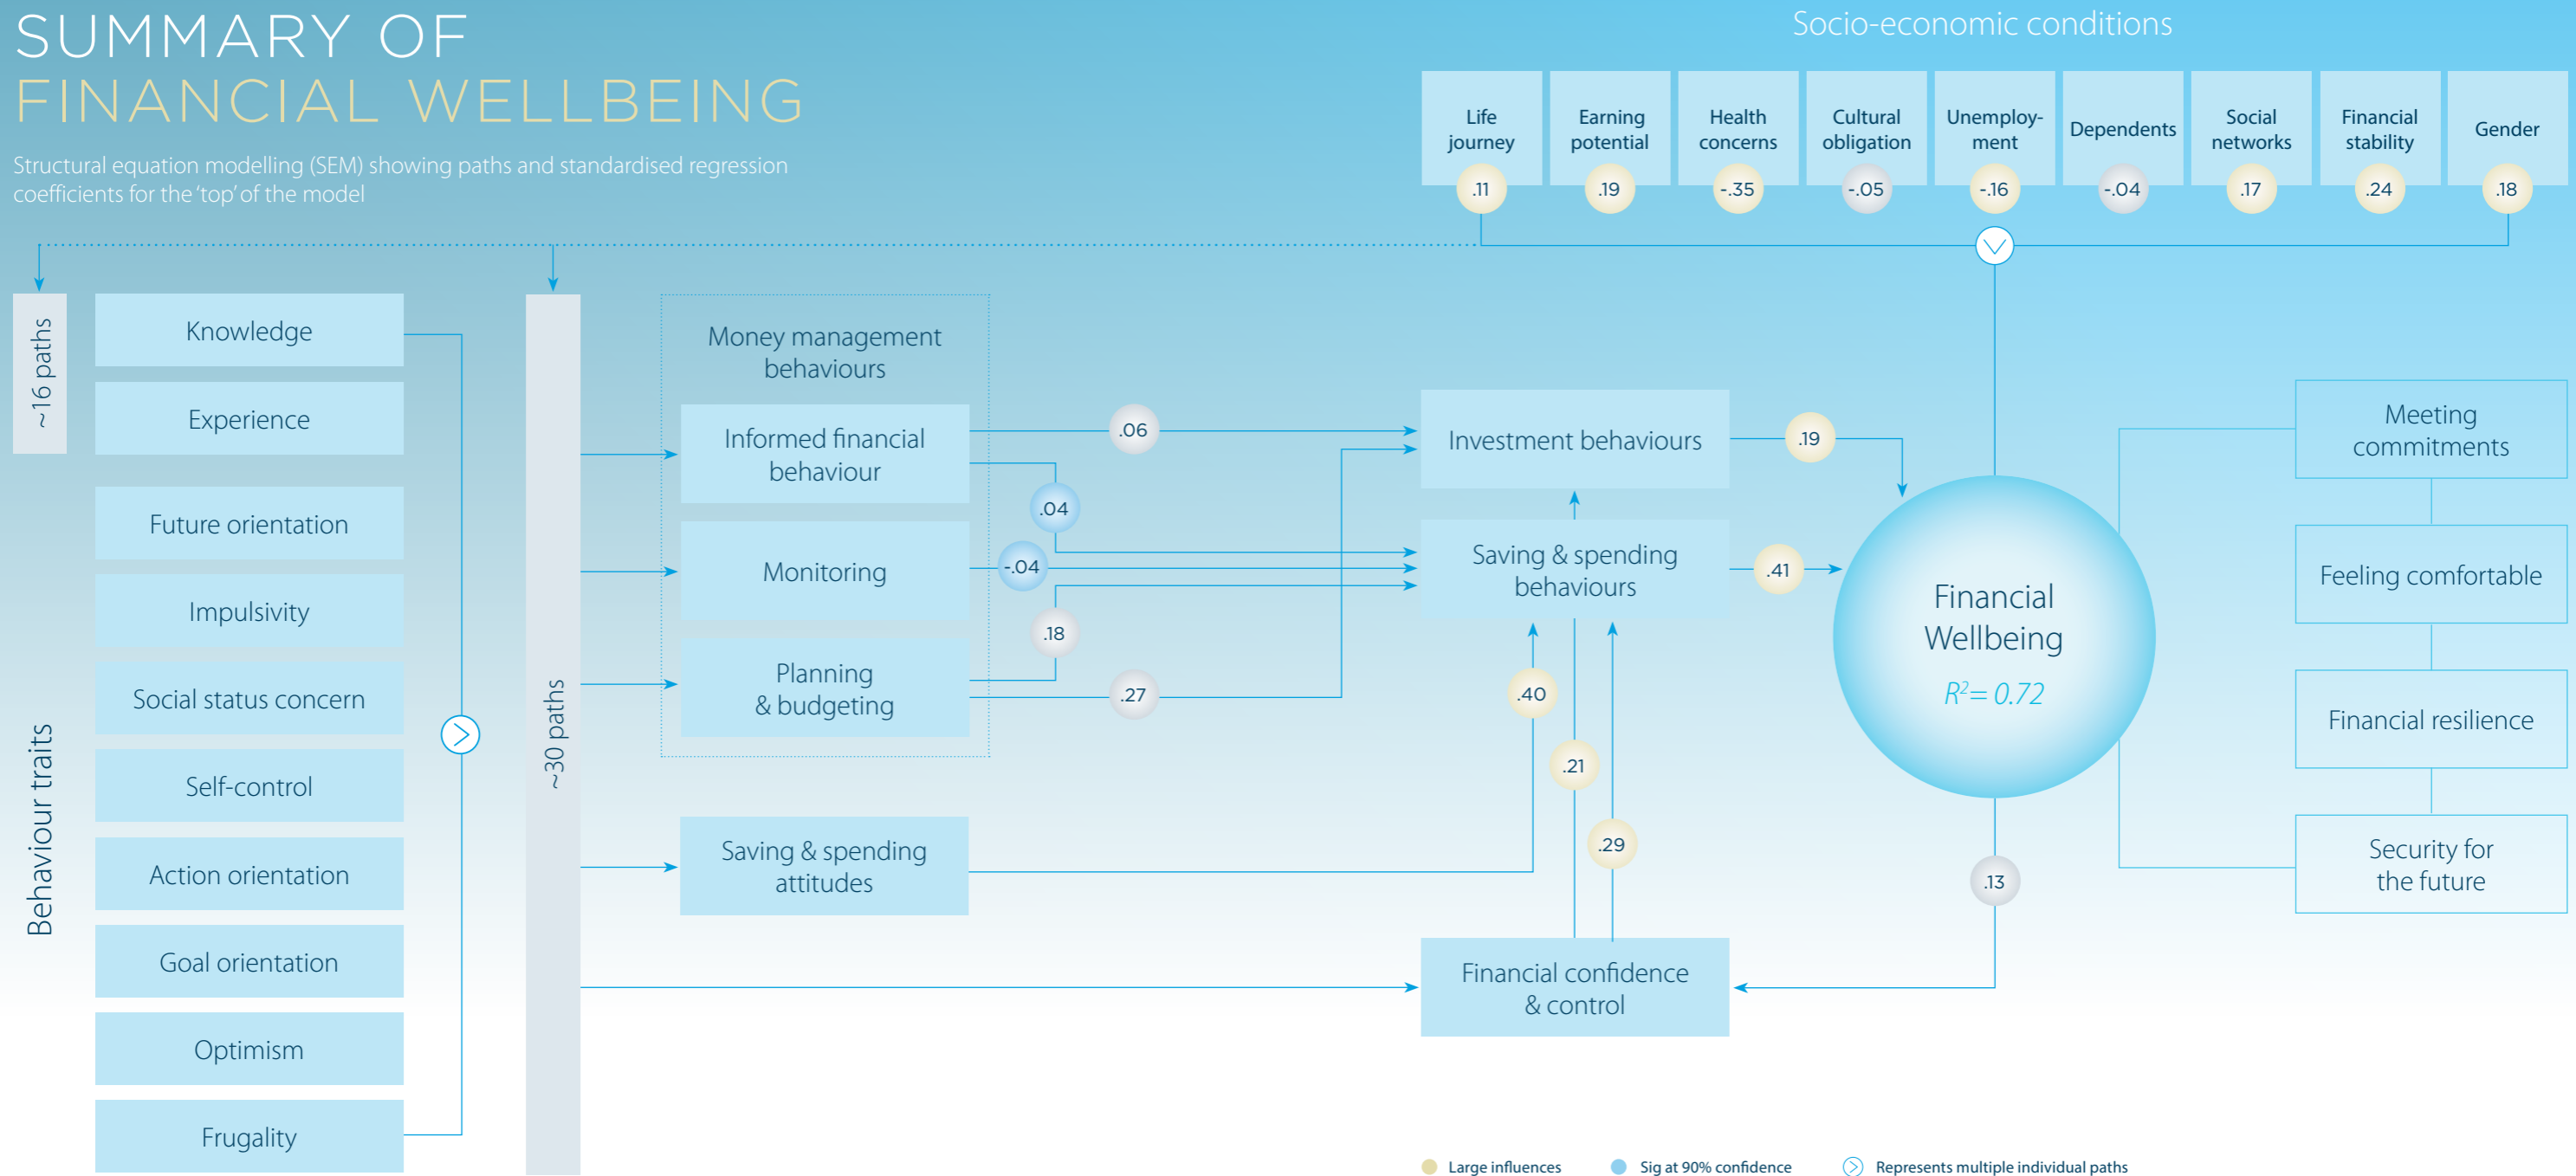 SUMMARY OF
FINANCIAL WELLBEING
Structural equation modelling (SEM) showing paths and standardised regression
coefficients for the ‘top’ of the model
Socio-economic conditions
Life
journey
.11
Earning
potential
.19
Health
concerns
-.35
Cultural
obligation
-.05
Unemploy-
ment
-.16
Dependents
-.04
Social
networks
.17
Financial
stability
.24
Gender
.18
~16 paths
Behaviour traits
Knowledge
Experience
Future orientation
Impulsivity
Social status concern
Self-control
Action orientation
Goal orientation
Optimism
Frugality
~30 paths
Money management
behaviours
Informed financial
behaviour
Monitoring
Planning
& budgeting
Saving & spending
attitudes
.06
.04
-.04
.18
.27
Investment behaviours
.19
Saving & spending
behaviours
.41
.40
.21
.29
Financial confidence
& control
Financial
Wellbeing
R²= 0.72
.13
Meeting
commitments
Feeling comfortable
Financial resilience
Security for
the future
Large influences
Sig at 90% confidence
Represents multiple individual paths